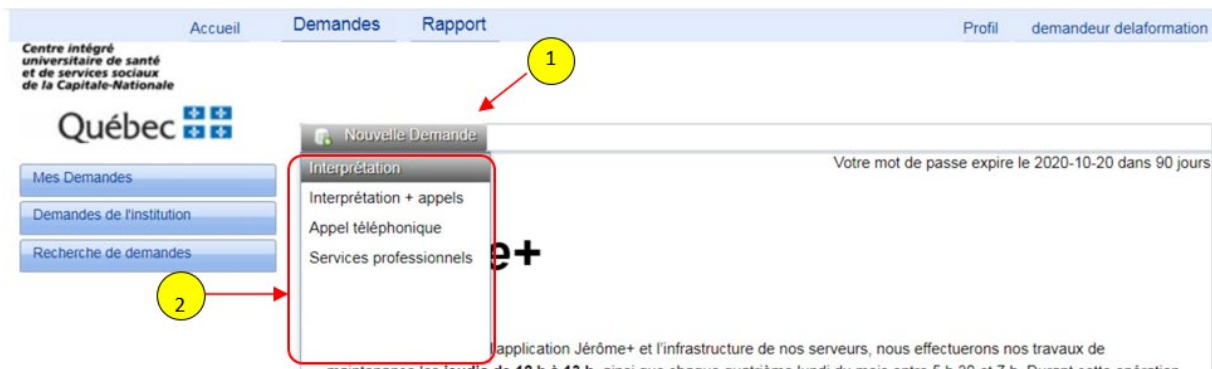 Accueil Demandes Rapport Profil demandeur delaformation
Centre intégré
universitaire de santé
et de services sociaux
de la Capitale-Nationale
Québec
1
Nouvelle Demande
Votre mot de passe expire le 2020-10-20 dans 90 jours
Mes Demandes
Demandes de l'institution
Recherche de demandes
Interprétation
Interprétation + appels
Appel téléphonique
Services professionnels
e+
2
application Jérôme+ et l'infrastructure de nos serveurs, nous effectuerons nos travaux de